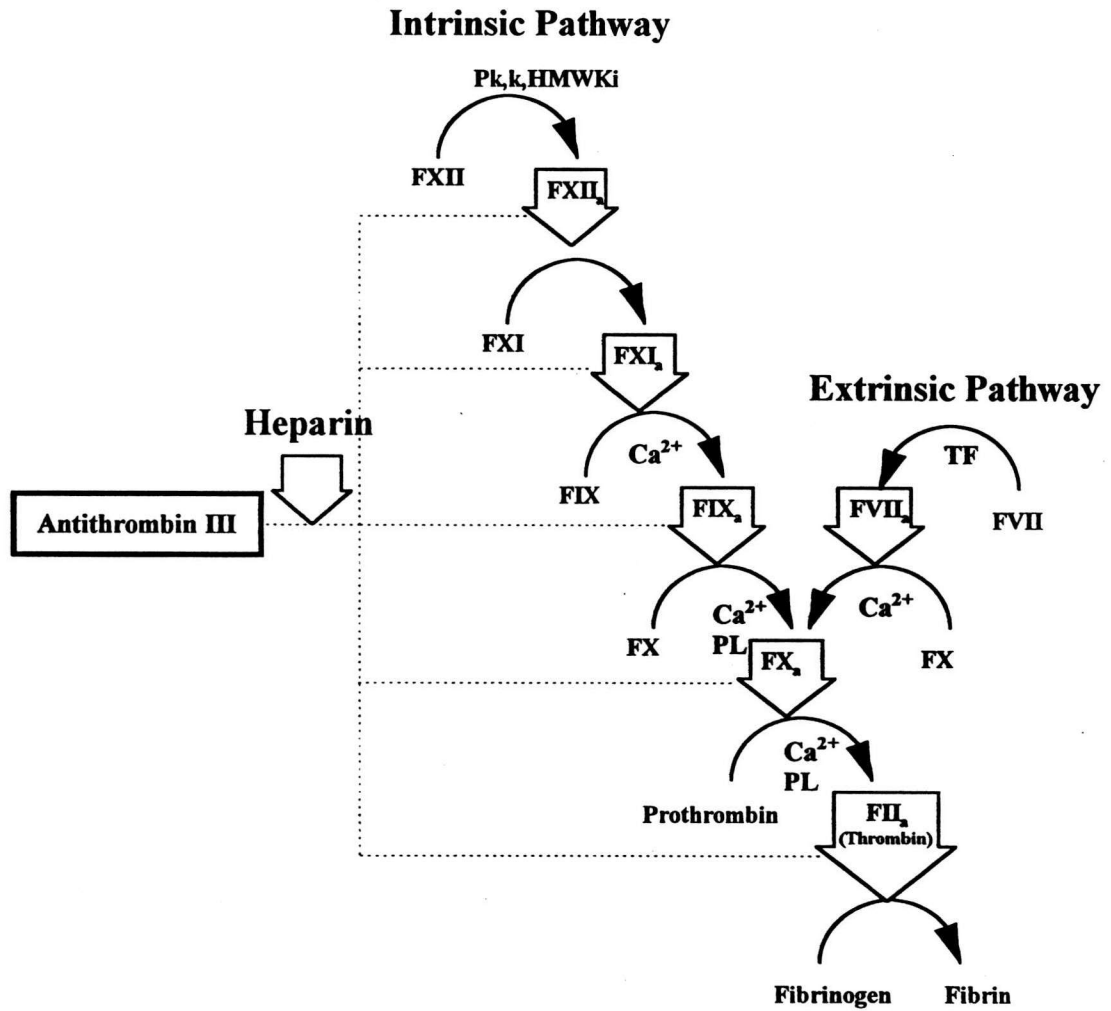 Intrinsic Pathway
Pk,k,HMWKi
FXII
FXIIₐ
FXI
FXIₐ
Extrinsic Pathway
Heparin
Ca²⁺
TF
FIX
Antithrombin III
FIXₐ
FVIIₐ
FVII
Ca²⁺
PL
Ca²⁺
FX
FXₐ
FX
Ca²⁺
PL
Prothrombin
FIIₐ
(Thrombin)
Fibrinogen
Fibrin